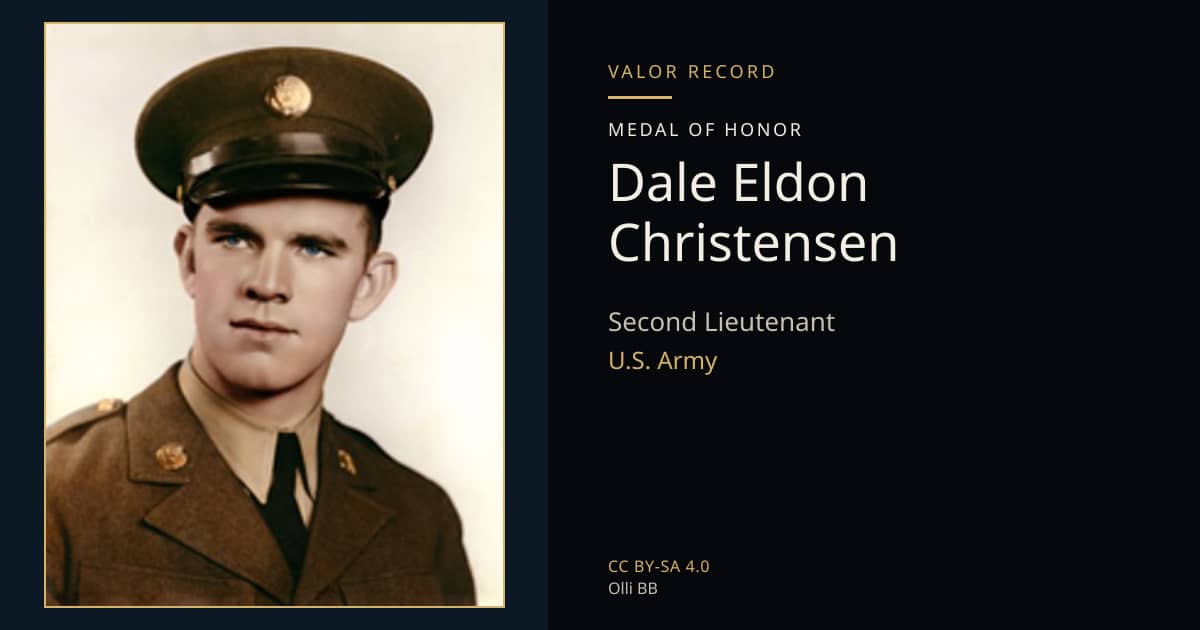 VALOR RECORD
MEDAL OF HONOR
Dale Eldon
Christensen
Second Lieutenant
U.S. Army
CC BY-SA 4.0
Olli BB